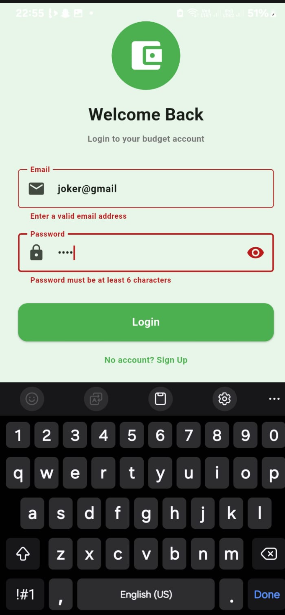 22:55
51%
Welcome Back
Login to your budget account
Email
joker@gmail
Enter a valid email address
Password
••••
Password must be at least 6 characters
Login
No account? Sign Up
1 2 3 4 5 6 7 8 9 0
q w e r t y u i o p
a s d f g h j k l
z x c v b n m
!#1 , English (US) . Done